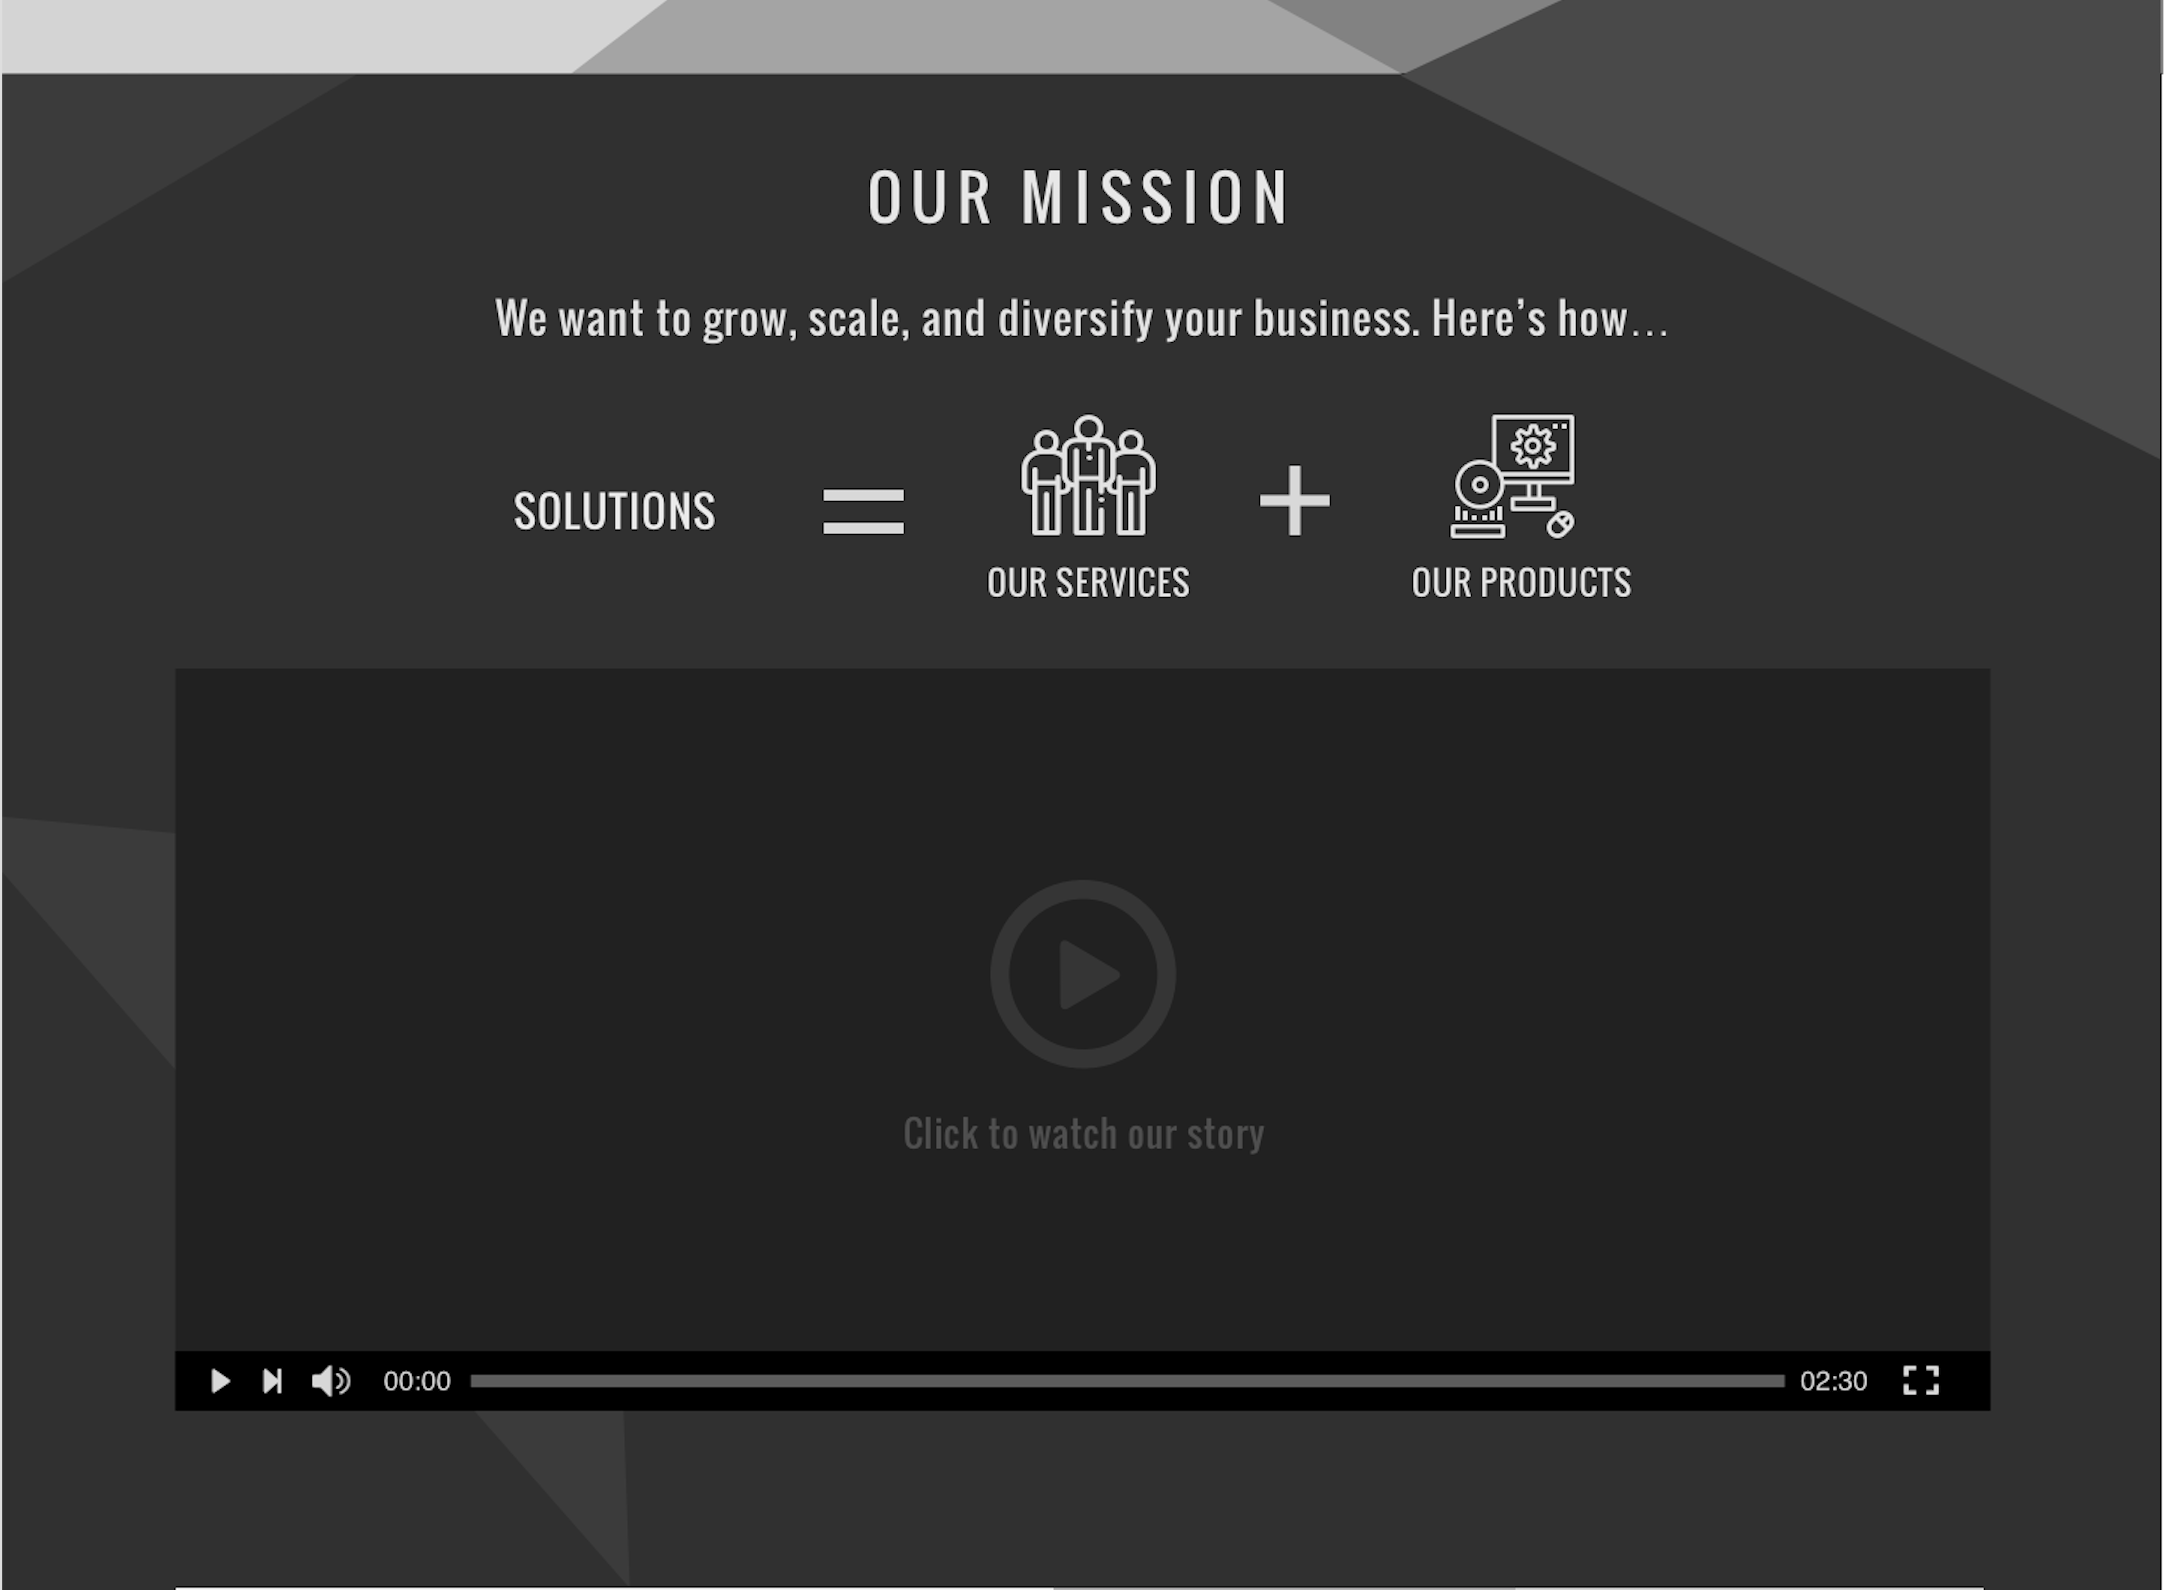 OUR MISSION
We want to grow, scale, and diversify your business. Here’s how…
SOLUTIONS
OUR SERVICES
OUR PRODUCTS
Click to watch our story
00:00
02:30